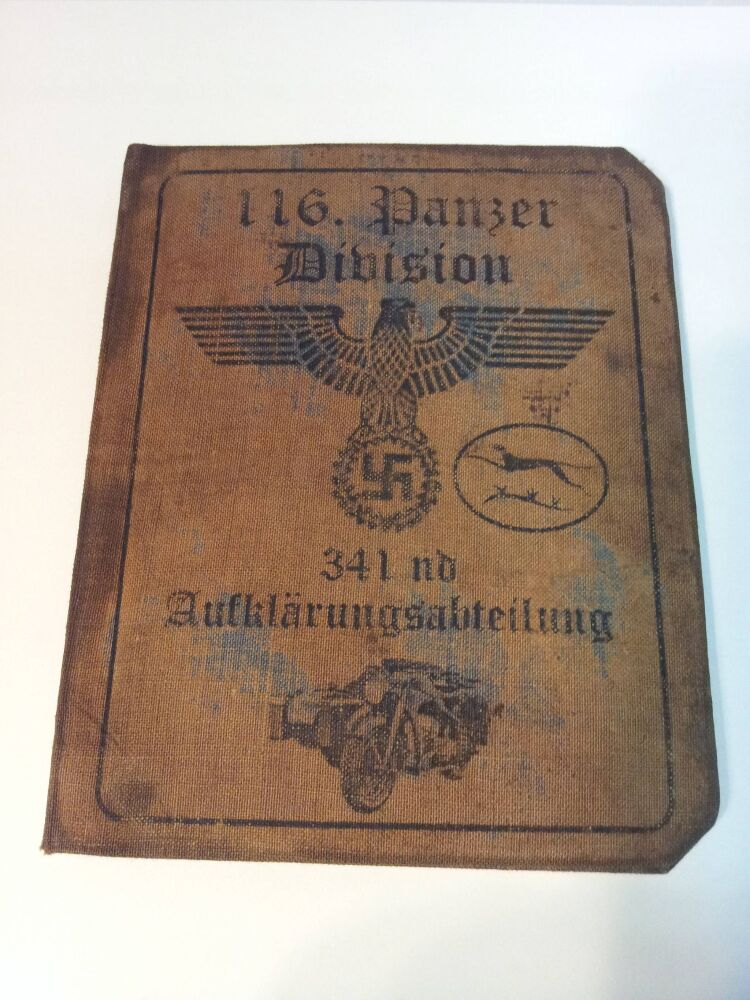 116. Panzer
Division
341 nd
Aufklärungsabteilung